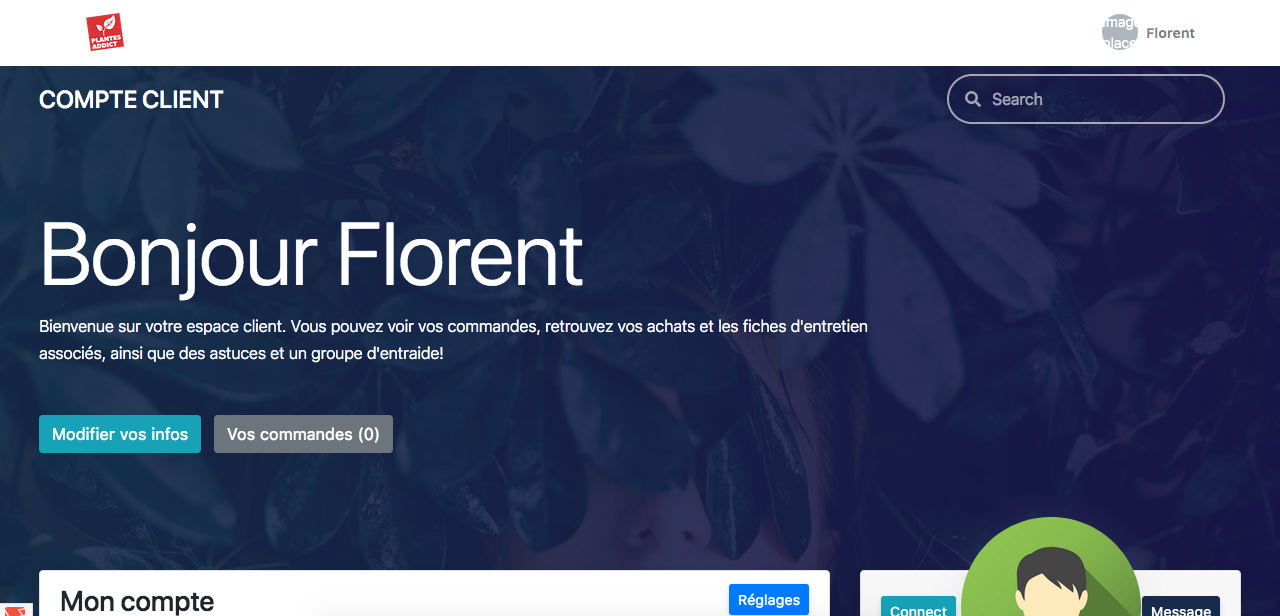 PLANTES
ADDICT
Florent
COMPTE CLIENT
Search
Bonjour Florent
Bienvenue sur votre espace client. Vous pouvez voir vos commandes, retrouvez vos achats et les fiches d'entretien
associés, ainsi que des astuces et un groupe d'entraide!
Modifier vos infos
Vos commandes (0)
Mon compte
Réglages
Connect
Message